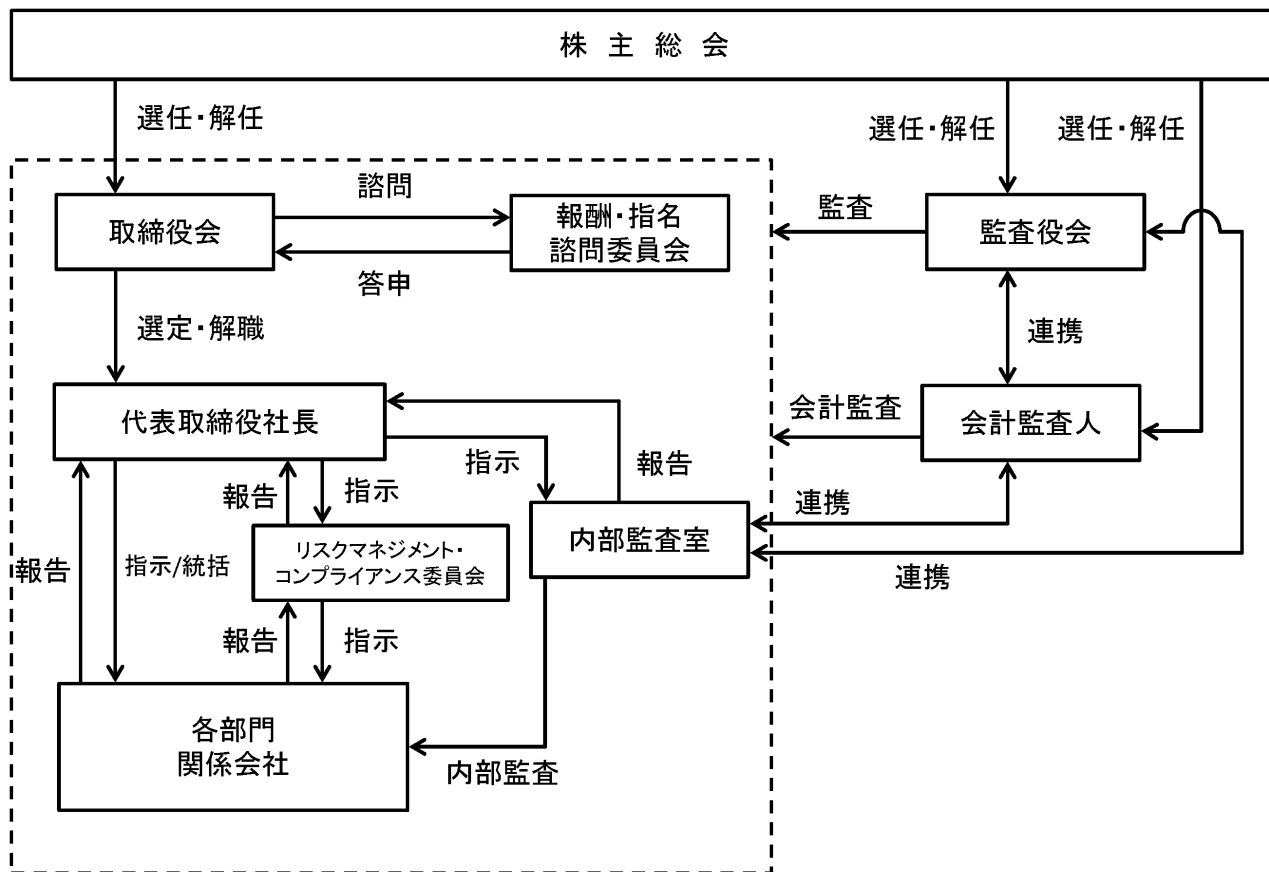 株主総会
選任・解任
選任・解任
選任・解任
諮問
取締役会
報酬・指名
諮問委員会
監査
監査役会
答申
選定・解職
連携
代表取締役社長
会計監査
会計監査人
指示
報告
報告
指示
連携
内部監査室
リスクマネジメント・
コンプライアンス委員会
報告
指示/統括
連携
報告
指示
各部門
関係会社
内部監査